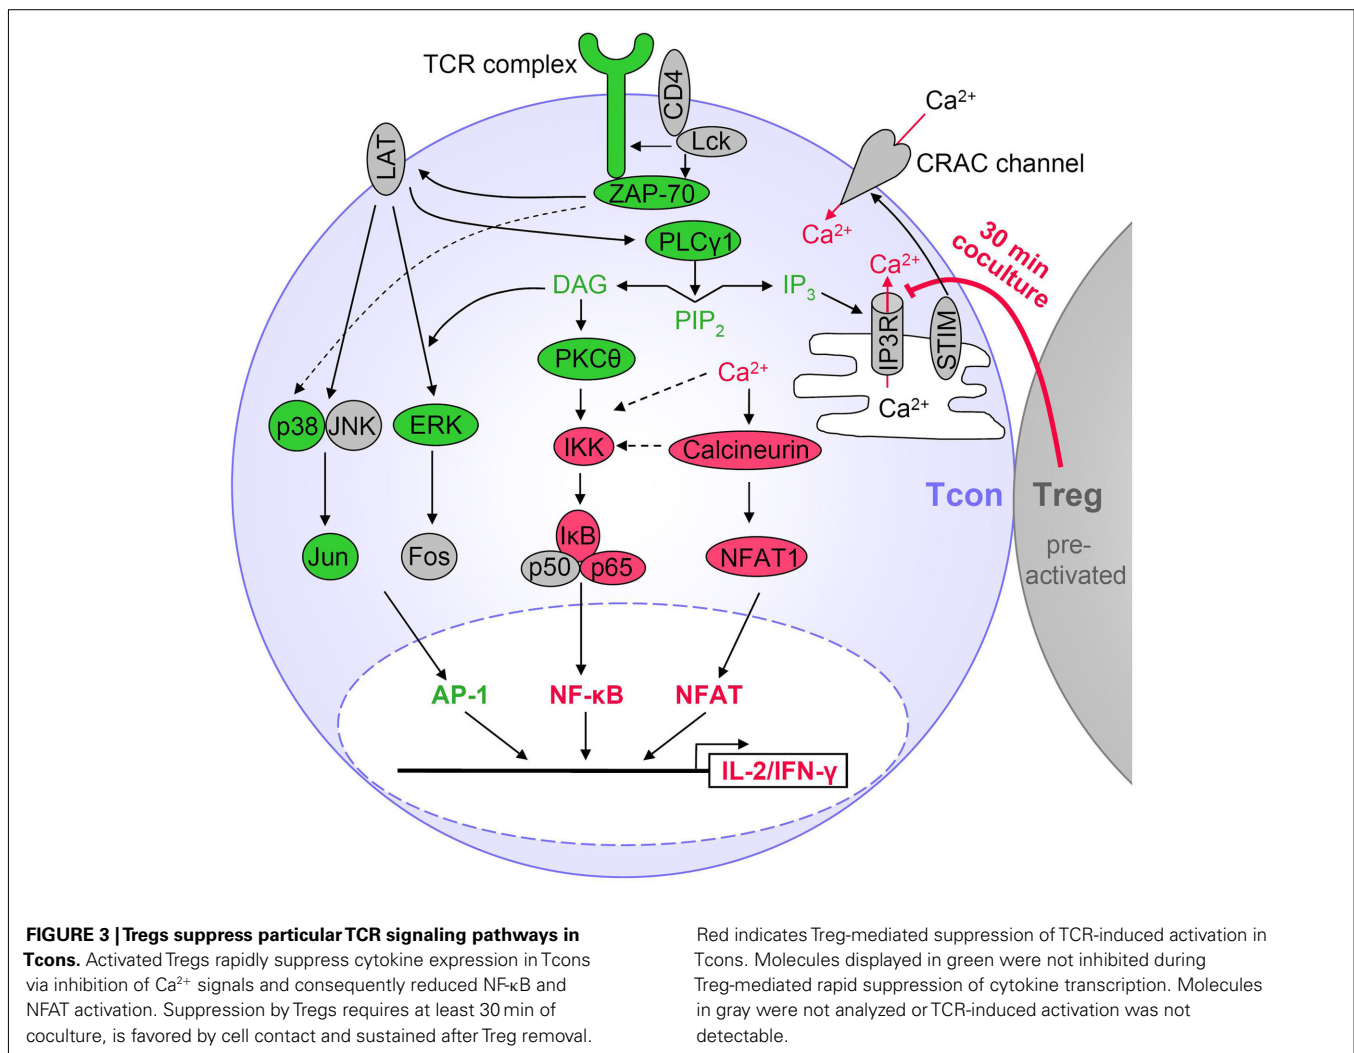 TCR complex
CD4
Lck
LAT
ZAP-70
Ca²⁺
CRAC channel
Ca²⁺
PLCγ1
30 min
coculture
Ca²⁺
DAG
IP₃
PIP₂
IP3R
STIM
PKCθ
Ca²⁺
Ca²⁺
p38
JNK
ERK
IKK
Calcineurin
Tcon
Treg
pre-
activated
Jun
Fos
IκB
p50
p65
NFAT1
AP-1
NF-κB
NFAT
IL-2/IFN-γ
FIGURE 3 | Tregs suppress particular TCR signaling pathways in
Tcons. Activated Tregs rapidly suppress cytokine expression in Tcons
via inhibition of Ca²⁺ signals and consequently reduced NF-κB and
NFAT activation. Suppression by Tregs requires at least 30 min of
coculture, is favored by cell contact and sustained after Treg removal.
Red indicates Treg-mediated suppression of TCR-induced activation in
Tcons. Molecules displayed in green were not inhibited during
Treg-mediated rapid suppression of cytokine transcription. Molecules
in gray were not analyzed or TCR-induced activation was not
detectable.